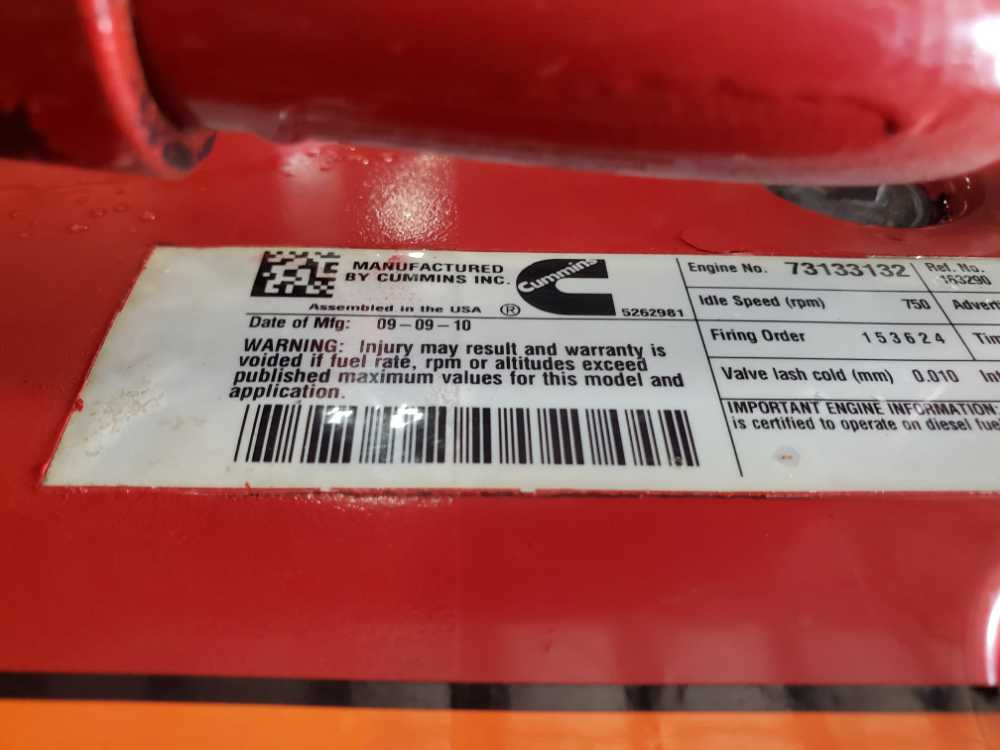 MANUFACTURED
BY CUMMINS INC.
Cummins
Assembled in the USA ®
5262981
Date of Mfg: 09-09-10
WARNING: Injury may result and warranty is
voided if fuel rate, rpm or altitudes exceed
published maximum values for this model and
application.
Engine No. 73133132
Ref. No.
163290
Idle Speed (rpm) 750
Firing Order 1 5 3 6 2 4
Valve lash cold (mm) 0.010
IMPORTANT ENGINE INFORMATION:
is certified to operate on diesel